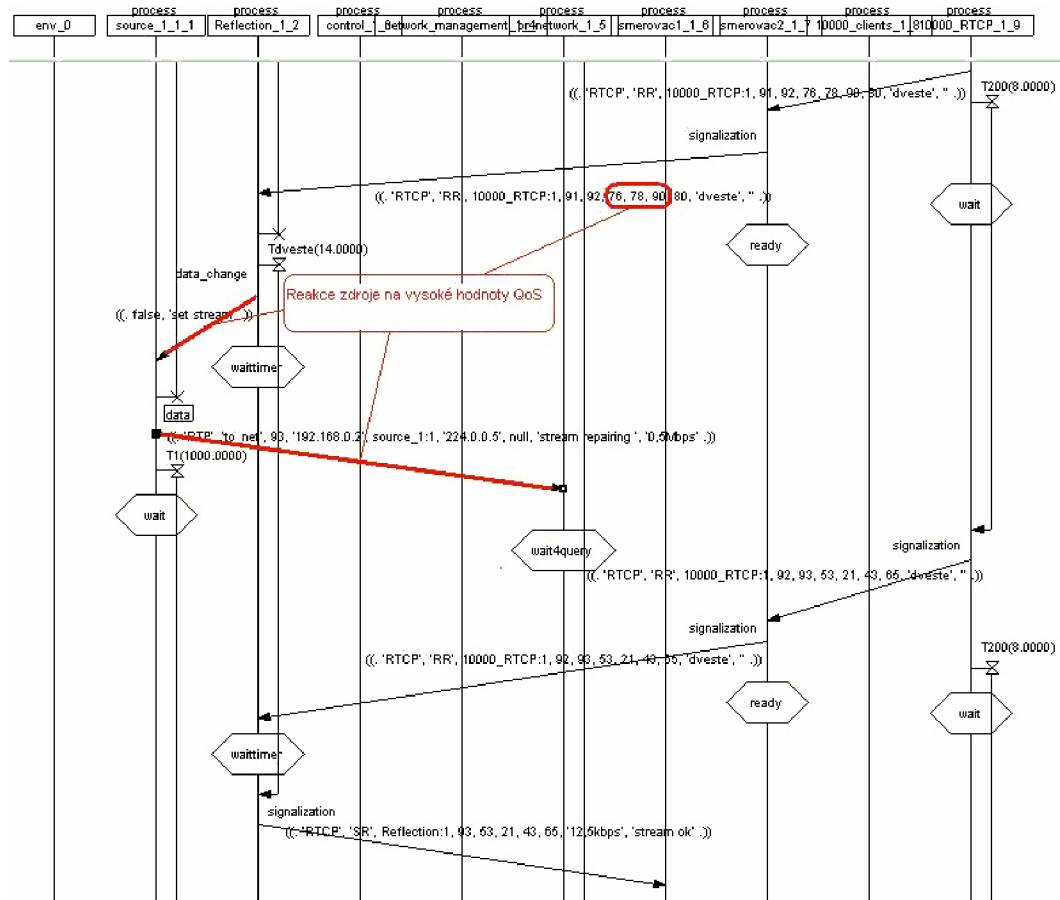 process process process process process process process process process
env_0 source_1_1_1 Reflection_1_2 smerovac1_1_6 smerovac2_1_7 10000_RTCP_1_9
((. 'RTCP', 'RR', 10000_RTCP:1, 91, 92, 76, 78, 90, 80, 'dveste', '' .))
T200(8.0000)
signalization
((. 'RTCP', 'RR', 10000_RTCP:1, 91, 92, 76, 78, 90, 80, 'dveste', '' .))
wait
ready
Tdveste(14.0000)
data_change
Reakce zdroje na vysoké hodnoty QoS
((. false, 'set stream' .))
waittimer
data
((. 'RTP', 'to_net', 93, '192.168.0.2', source_1:1, '224.0.0.5', null, 'stream repairing ', '0,5Mbps' .))
T1(1000.0000)
wait
wait4query
signalization
((. 'RTCP', 'RR', 10000_RTCP:1, 92, 93, 53, 21, 43, 65, 'dveste', '' .))
signalization
T200(8.0000)
((. 'RTCP', 'RR', 10000_RTCP:1, 92, 93, 53, 21, 43, 65, 'dveste', '' .))
ready
wait
waittimer
signalization
((. 'RTCP', 'SR', Reflection:1, 93, 53, 21, 43, 65, '12,5kbps', 'stream ok' .))